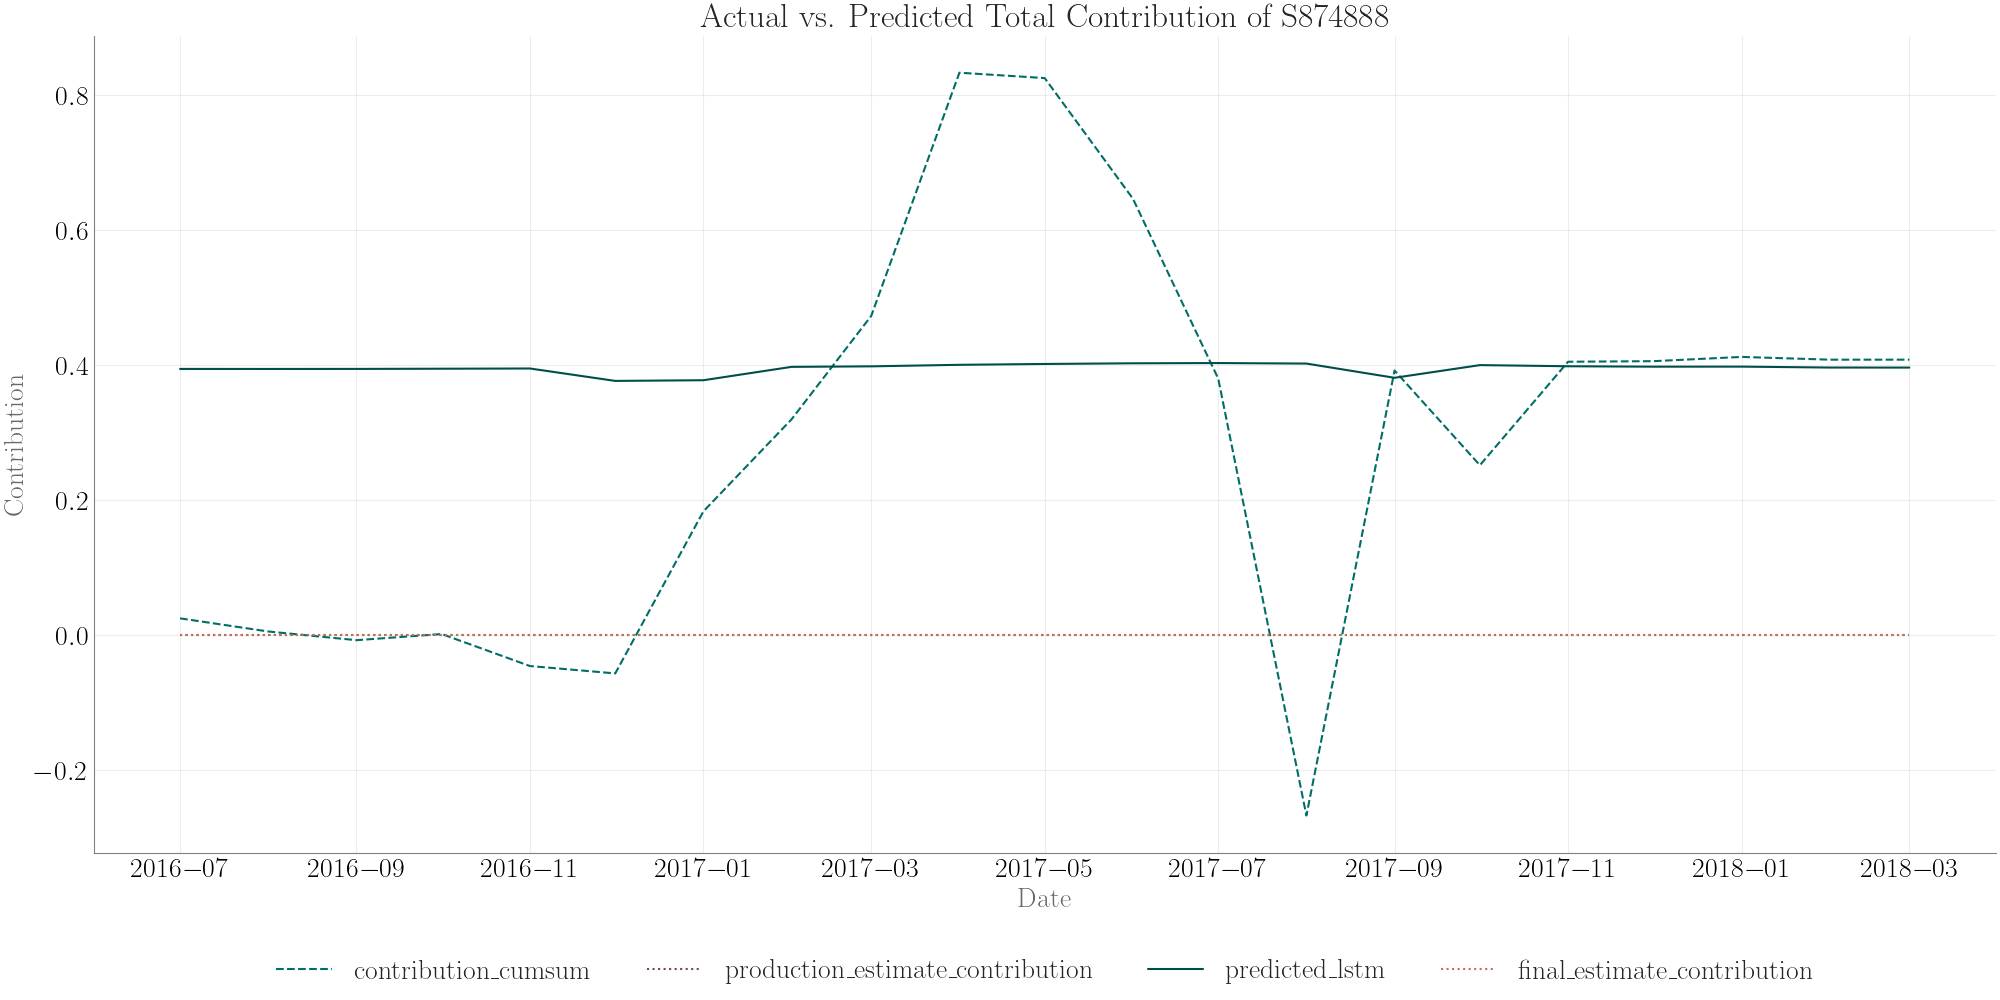 Actual vs. Predicted Total Contribution of S874888
Contribution
0.8
0.6
0.4
0.2
0.0
−0.2
2016−07 2016−09 2016−11 2017−01 2017−03 2017−05 2017−07 2017−09 2017−11 2018−01 2018−03
Date
contribution_cumsum production_estimate_contribution predicted_lstm final_estimate_contribution